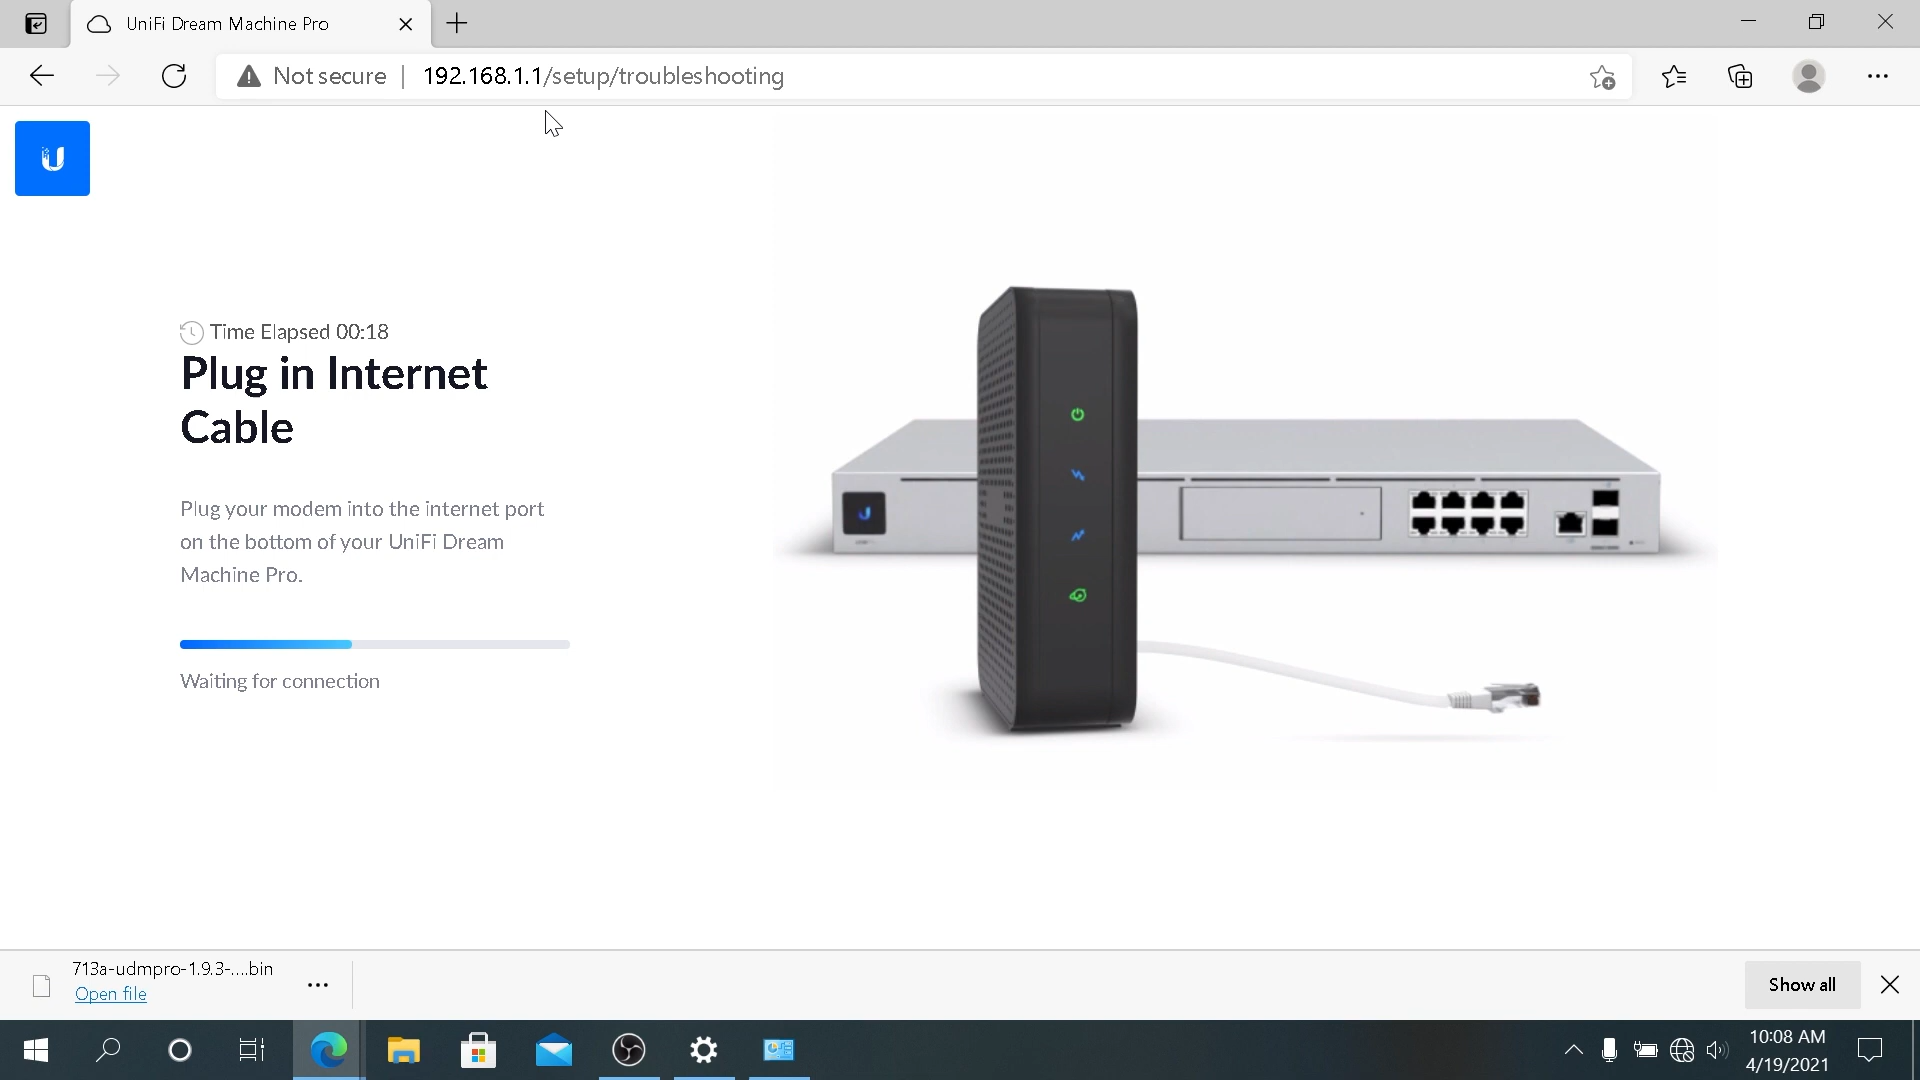 UniFi Dream Machine Pro
Not secure | 192.168.1.1/setup/troubleshooting
Time Elapsed 00:18
Plug in Internet
Cable
Plug your modem into the internet port
on the bottom of your UniFi Dream
Machine Pro.
Waiting for connection
713a-udmpro-1.9.3-....bin
Open file
Show all
10:08 AM
4/19/2021